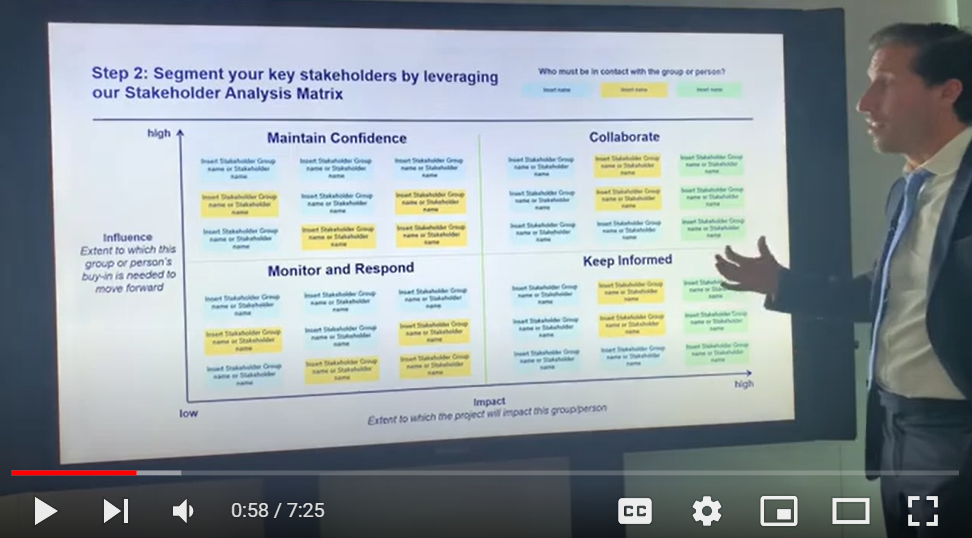 Step 2: Segment your key stakeholders by leveraging
our Stakeholder Analysis Matrix
Who must be in contact with the group or person?
Insert name Insert name Insert name
high
Maintain Confidence
Collaborate
Insert Stakeholder Group Insert Stakeholder Group Insert Stakeholder Group Insert Stakeholder Group Insert Stakeholder Group Insert Stakeholder Group
name or Stakeholder name or Stakeholder name or Stakeholder name or Stakeholder name or Stakeholder name or Stakeholder
name name name name name name
Insert Stakeholder Group Insert Stakeholder Group Insert Stakeholder Group Insert Stakeholder Group Insert Stakeholder Group Insert Stakeholder Group
name or Stakeholder name or Stakeholder name or Stakeholder name or Stakeholder name or Stakeholder name or Stakeholder
name name name name name name
Insert Stakeholder Group Insert Stakeholder Group Insert Stakeholder Group Insert Stakeholder Group Insert Stakeholder Group Insert Stakeholder Group
name or Stakeholder name or Stakeholder name or Stakeholder name or Stakeholder name or Stakeholder name or Stakeholder
name name name name name name
Influence
Extent to which this
group or person's
buy-in is needed to
move forward
Monitor and Respond
Keep Informed
Insert Stakeholder Group Insert Stakeholder Group Insert Stakeholder Group Insert Stakeholder Group Insert Stakeholder Group Insert
name or Stakeholder name or Stakeholder name or Stakeholder name or Stakeholder name or Stakeholder name or Stakeholder
name name name name name name
Insert Stakeholder Group Insert Stakeholder Group Insert Stakeholder Group Insert Stakeholder Group Insert Stakeholder Group Insert Stakeholder Group
name or Stakeholder name or Stakeholder name or Stakeholder name or Stakeholder name or Stakeholder name or Stakeholder
name name name name name name
Insert Stakeholder Group Insert Stakeholder Group Insert Stakeholder Group Insert Stakeholder Group Insert Stakeholder Group Insert Stakeholder Group
name or Stakeholder name or Stakeholder name or Stakeholder name or Stakeholder name or Stakeholder name or Stakeholder
name name name name name name
low
Impact
high
Extent to which the project will impact this group/person
0:58 / 7:25
CC